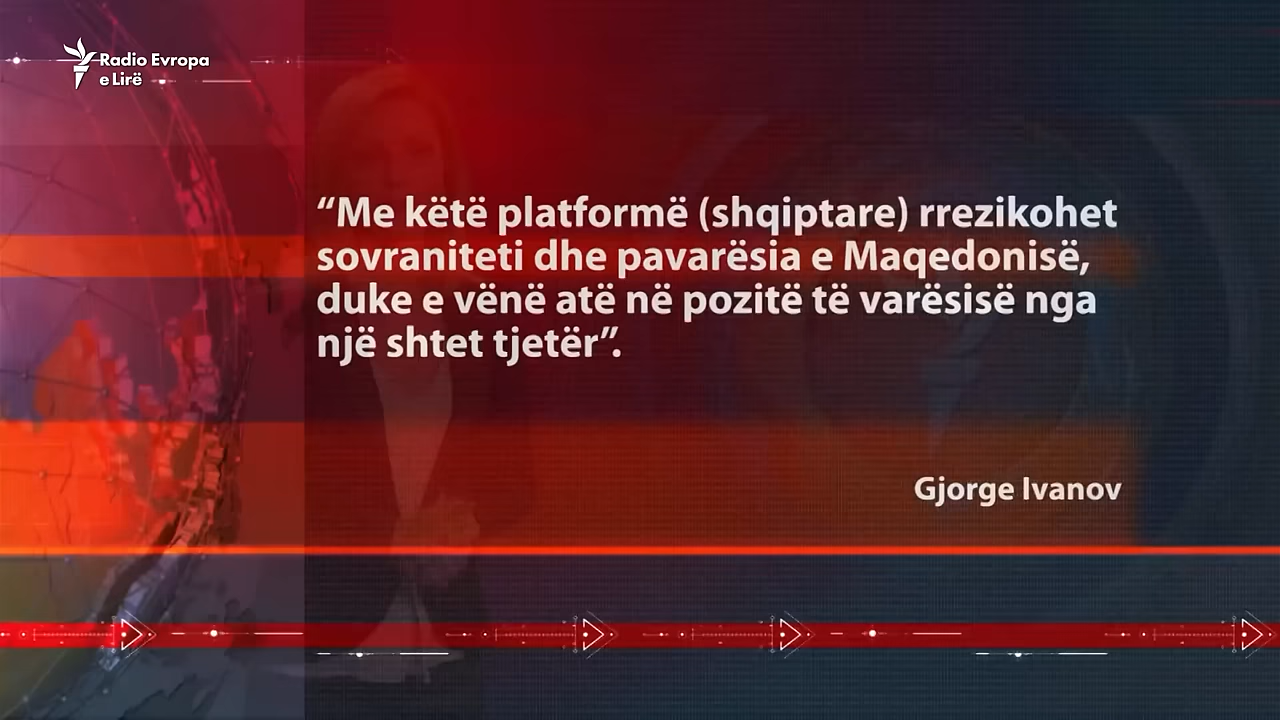 Radio Evropa
e Lirë
“Me këtë platformë (shqiptare) rrezikohet
sovraniteti dhe pavarësia e Maqedonisë,
duke e vënë atë në pozitë të varësisë nga
një shtet tjetër”.
Gjorge Ivanov